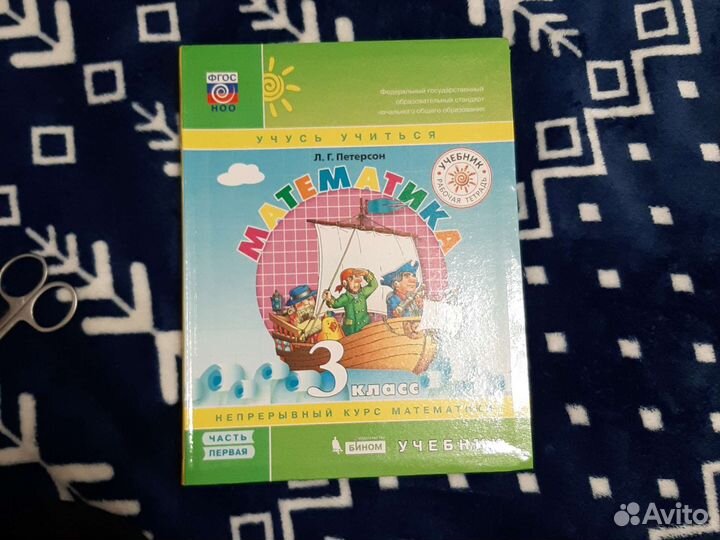 ФГОС
НОО
Федеральный государственный
образовательный стандарт
начального общего образования
УЧУСЬ УЧИТЬСЯ
Л. Г. Петерсон
УЧЕБНИК
РАБОЧАЯ ТЕТРАДЬ
МАТЕМАТИКА
3 класс
НЕПРЕРЫВНЫЙ КУРС МАТЕМАТИКИ
ЧАСТЬ
ПЕРВАЯ
ИЗДАТЕЛЬСТВО
БИНОМ
УЧЕБНИК
Avito